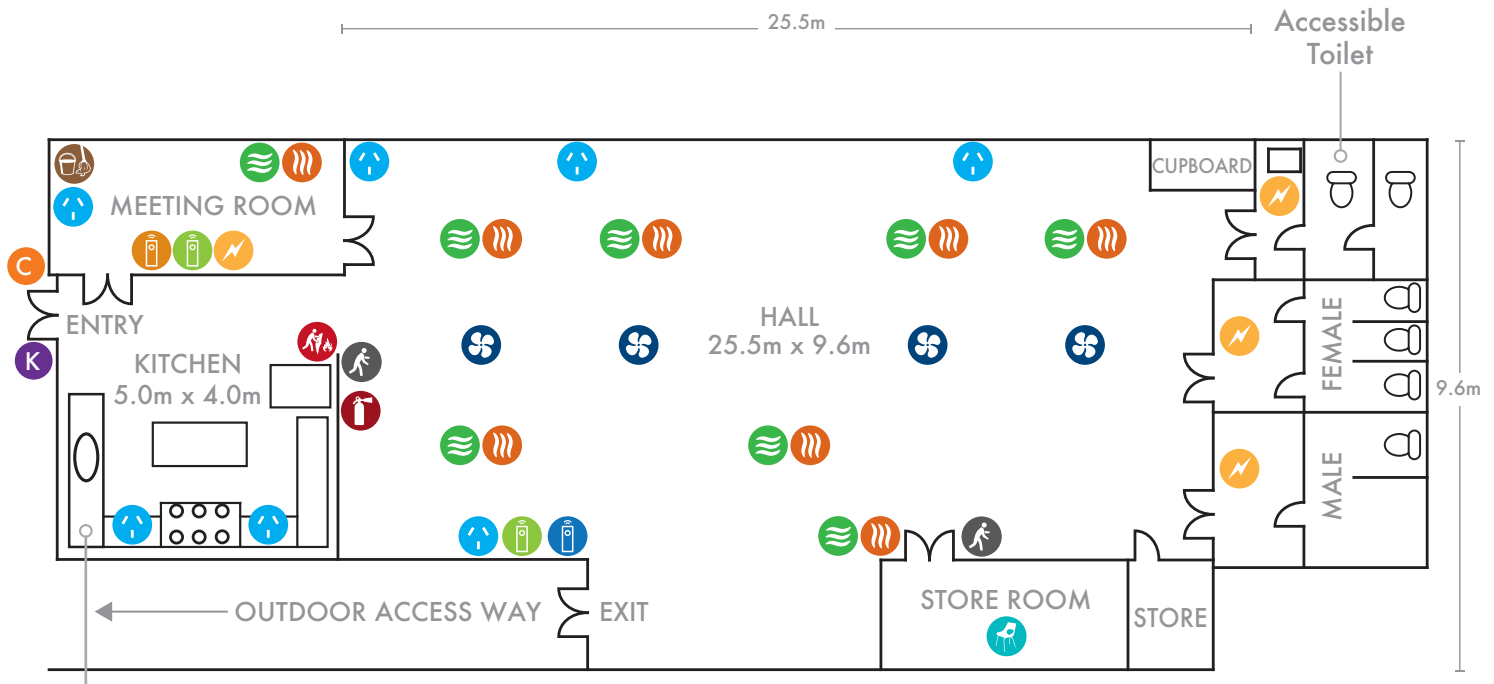 25.5m
Accessible
Toilet
CUPBOARD
MEETING ROOM
C
ENTRY
K
KITCHEN
5.0m x 4.0m
HALL
25.5m x 9.6m
FEMALE
9.6m
MALE
OUTDOOR ACCESS WAY
EXIT
STORE ROOM
STORE